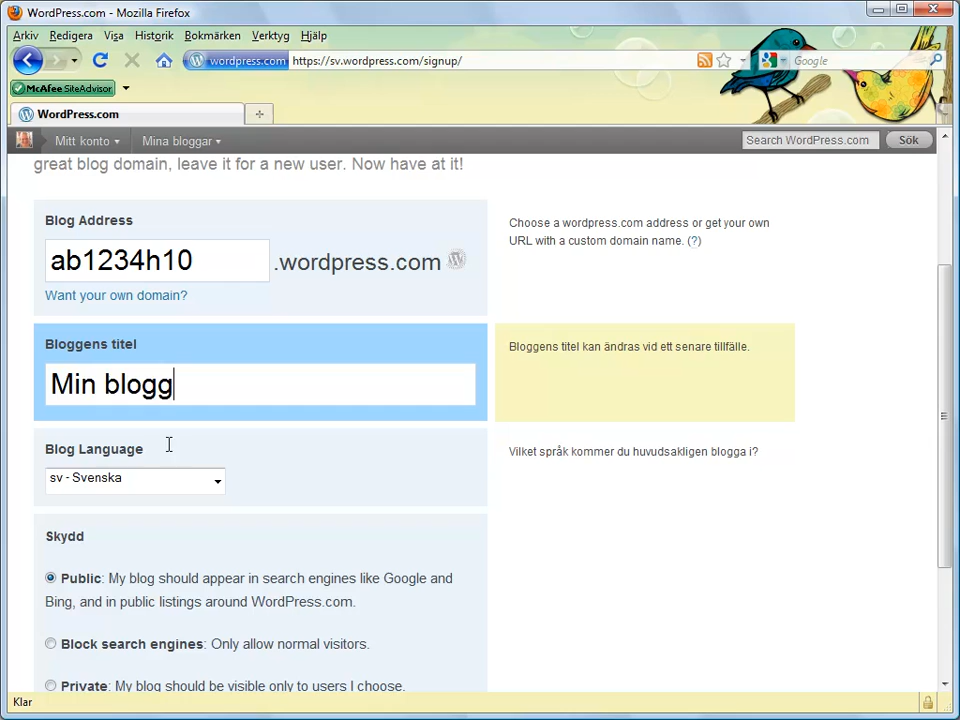 WordPress.com - Mozilla Firefox
Arkiv Redigera Visa Historik Bokmärken Verktyg Hjälp
wordpress.com https://sv.wordpress.com/signup/ Google
McAfee SiteAdvisor
WordPress.com
Mitt konto Mina bloggar Search WordPress.com Sök
great blog domain, leave it for a new user. Now have at it!
Blog Address
ab1234h10 .wordpress.com
Want your own domain?
Choose a wordpress.com address or get your own
URL with a custom domain name. (?)
Bloggens titel
Min blogg
Bloggens titel kan ändras vid ett senare tillfälle.
Blog Language
sv - Svenska
Vilket språk kommer du huvudsakligen blogga i?
Skydd
Public: My blog should appear in search engines like Google and
Bing, and in public listings around WordPress.com.
Block search engines: Only allow normal visitors.
Private: My blog should be visible only to users I choose.
Klar